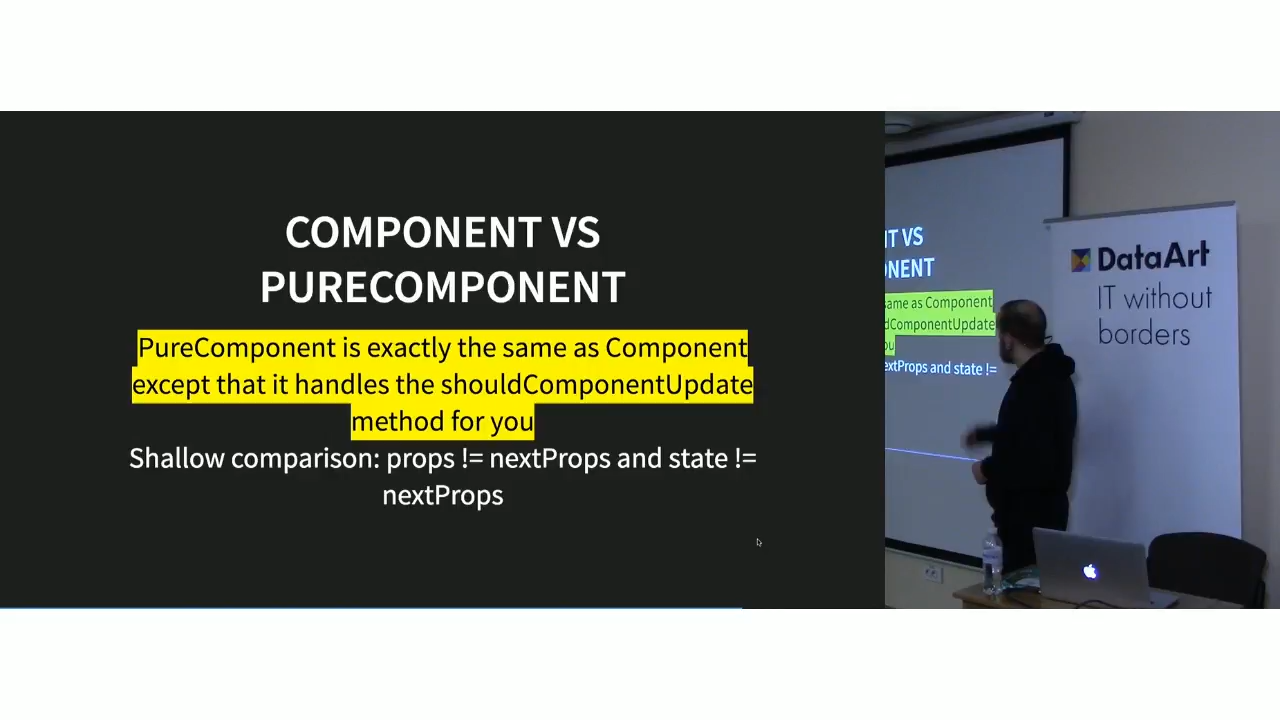 COMPONENT VS
PURECOMPONENT
PureComponent is exactly the same as Component
except that it handles the shouldComponentUpdate
method for you
Shallow comparison: props != nextProps and state !=
nextProps
T VS
ONENT
same as Component
dComponentUpdate
ou
extProps and state !=
DataArt
IT without
borders